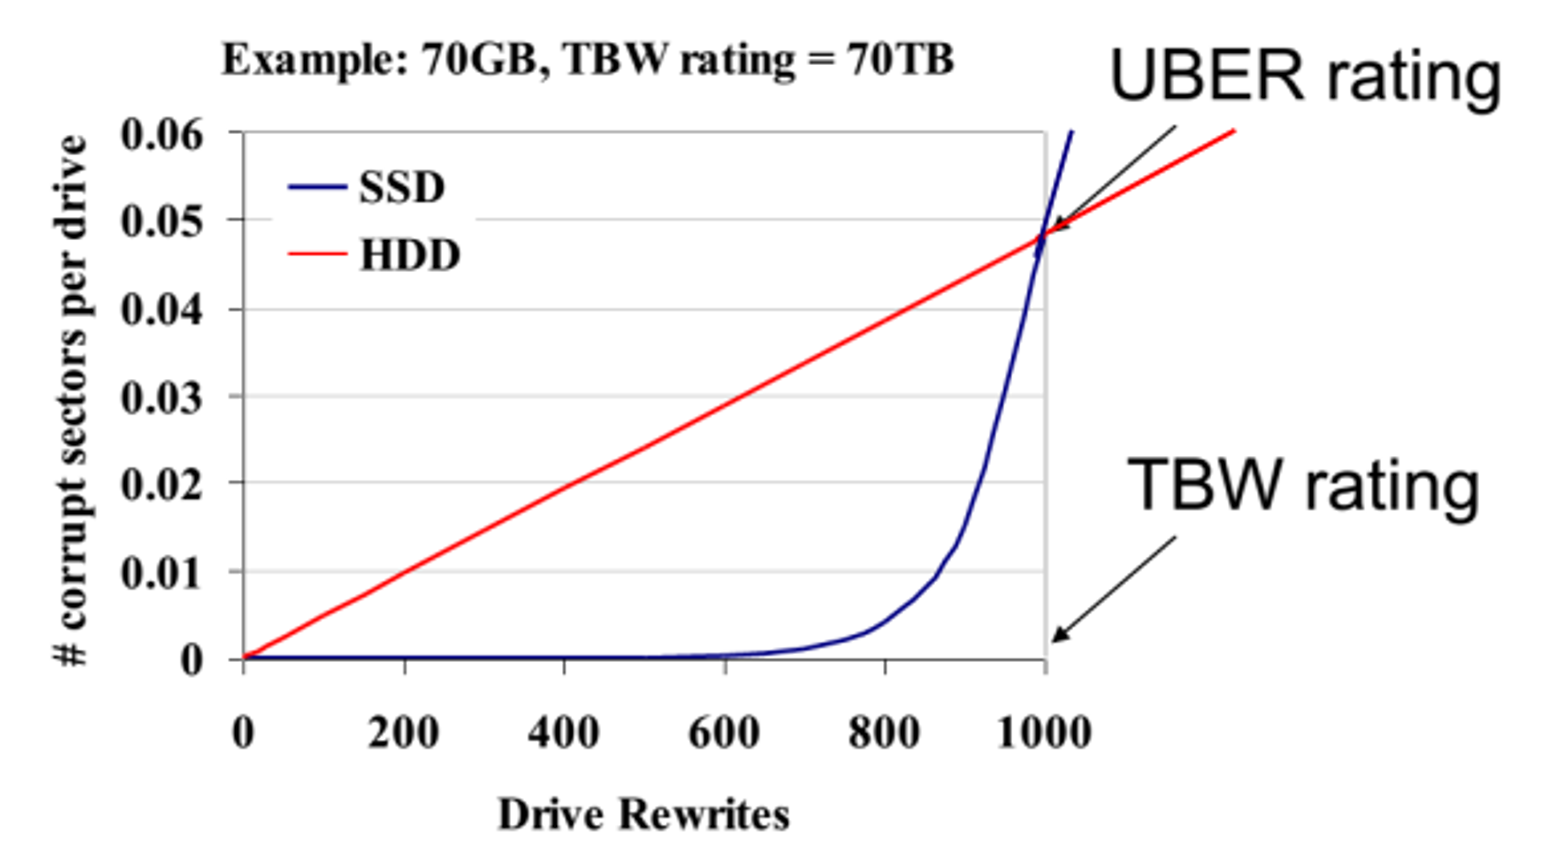 Example: 70GB, TBW rating = 70TB
UBER rating
# corrupt sectors per drive
0.06
0.05
0.04
0.03
0.02
0.01
0
SSD
HDD
TBW rating
0 200 400 600 800 1000
Drive Rewrites